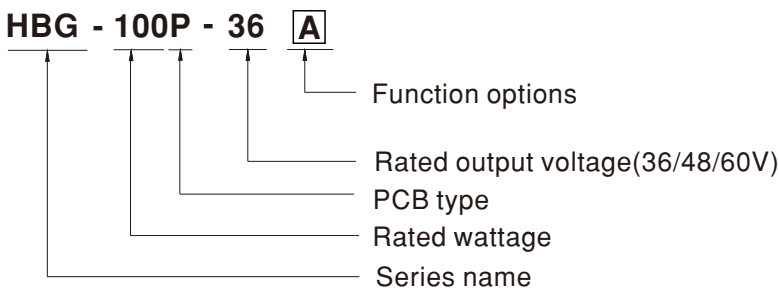 HBG - 100P - 36 A
Function options
Rated output voltage(36/48/60V)
PCB type
Rated wattage
Series name